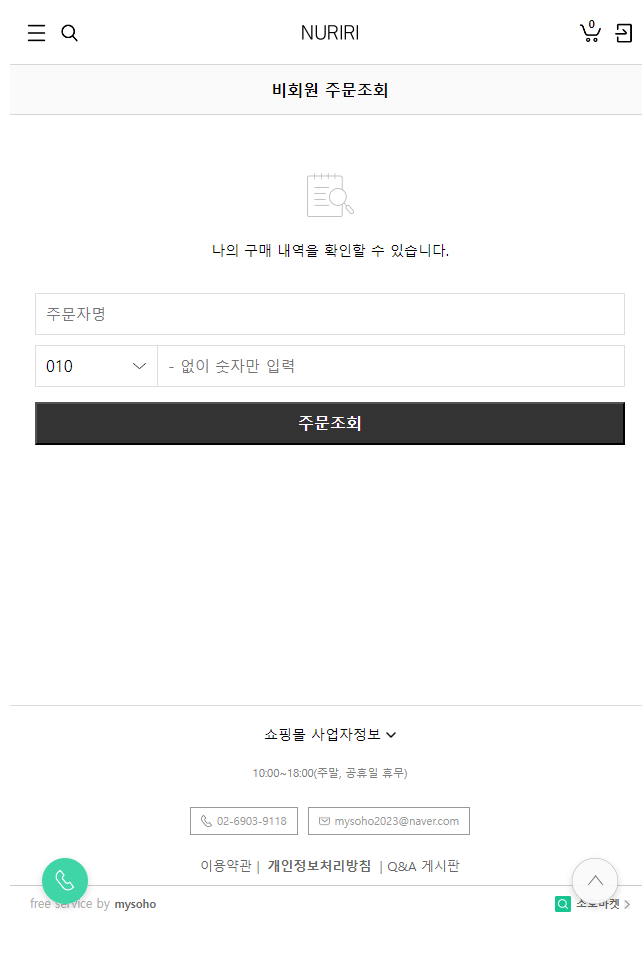 NURIRI
0
비회원 주문조회
나의 구매 내역을 확인할 수 있습니다.
주문자명
010
- 없이 숫자만 입력
주문조회
쇼핑몰 사업자정보
10:00~18:00(주말, 공휴일 휴무)
02-6903-9118
mysoho2023@naver.com
이용약관 | 개인정보처리방침 | Q&A 게시판
free service by mysoho
소호마켓